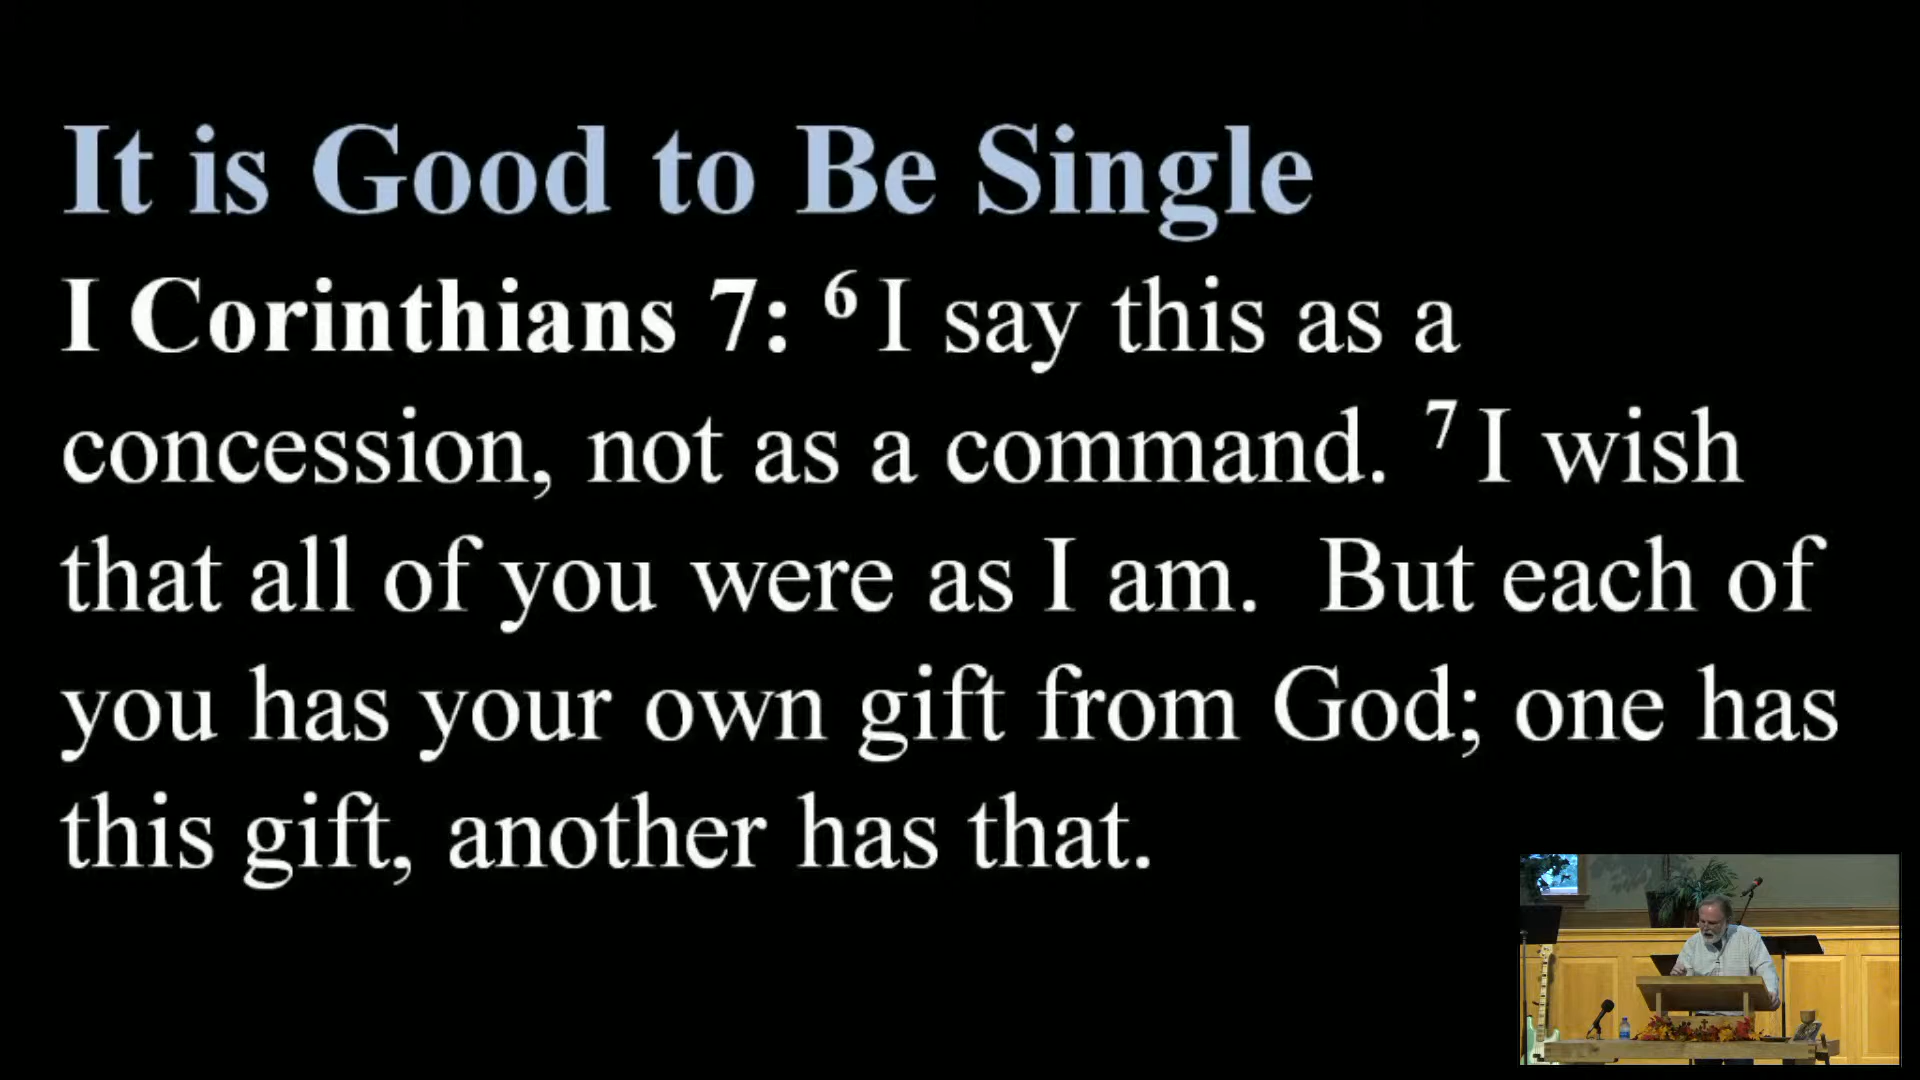 It is Good to Be Single
I Corinthians 7: ⁶ I say this as a
concession, not as a command. ⁷ I wish
that all of you were as I am. But each of
you has your own gift from God; one has
this gift, another has that.